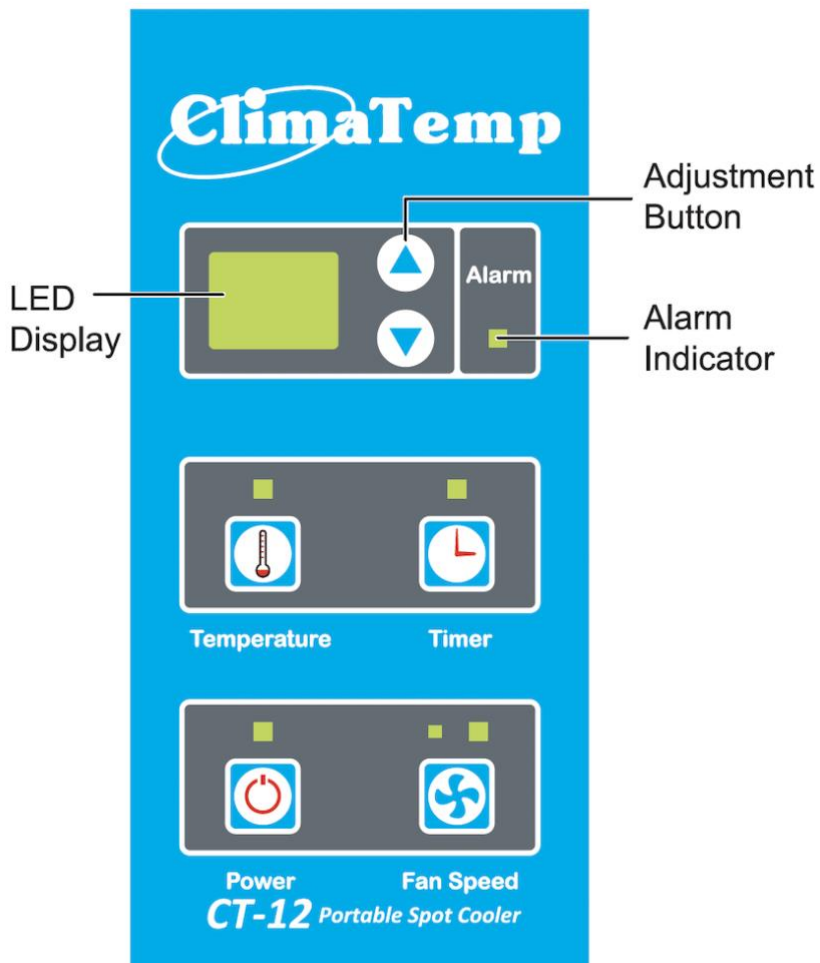 ClimaTemp
Adjustment
Button
Alarm
LED
Display
Alarm
Indicator
Temperature Timer
Power Fan Speed
CT-12 Portable Spot Cooler